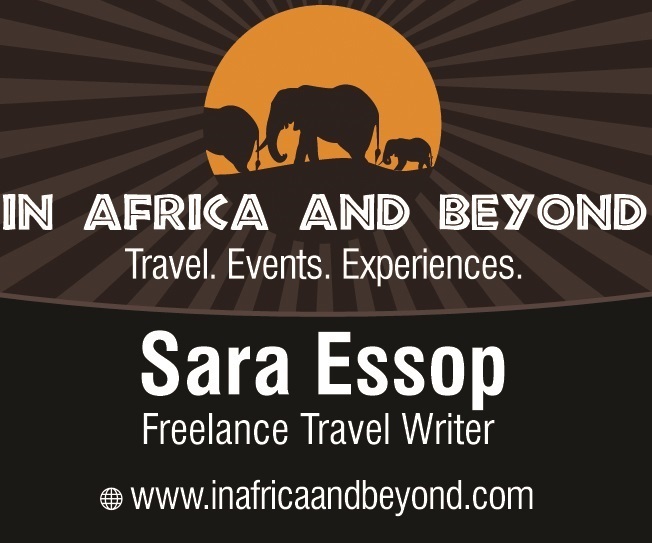 IN AFRICA AND BEYOND
Travel. Events. Experiences.
Sara Essop
Freelance Travel Writer
www.inafricaandbeyond.com